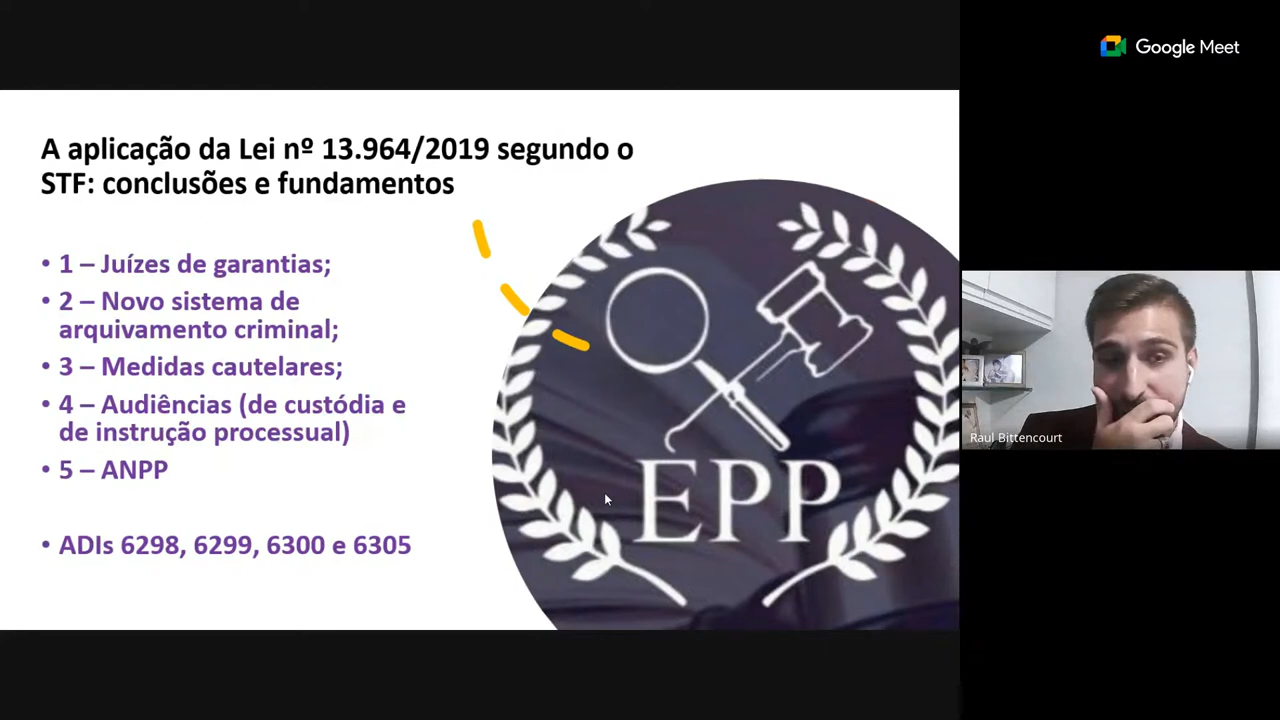 Google Meet
A aplicação da Lei nº 13.964/2019 segundo o
STF: conclusões e fundamentos
• 1 – Juízes de garantias;
• 2 – Novo sistema de
arquivamento criminal;
• 3 – Medidas cautelares;
• 4 – Audiências (de custódia e
de instrução processual)
• 5 – ANPP
• ADIs 6298, 6299, 6300 e 6305
EPP
Raul Bittencourt